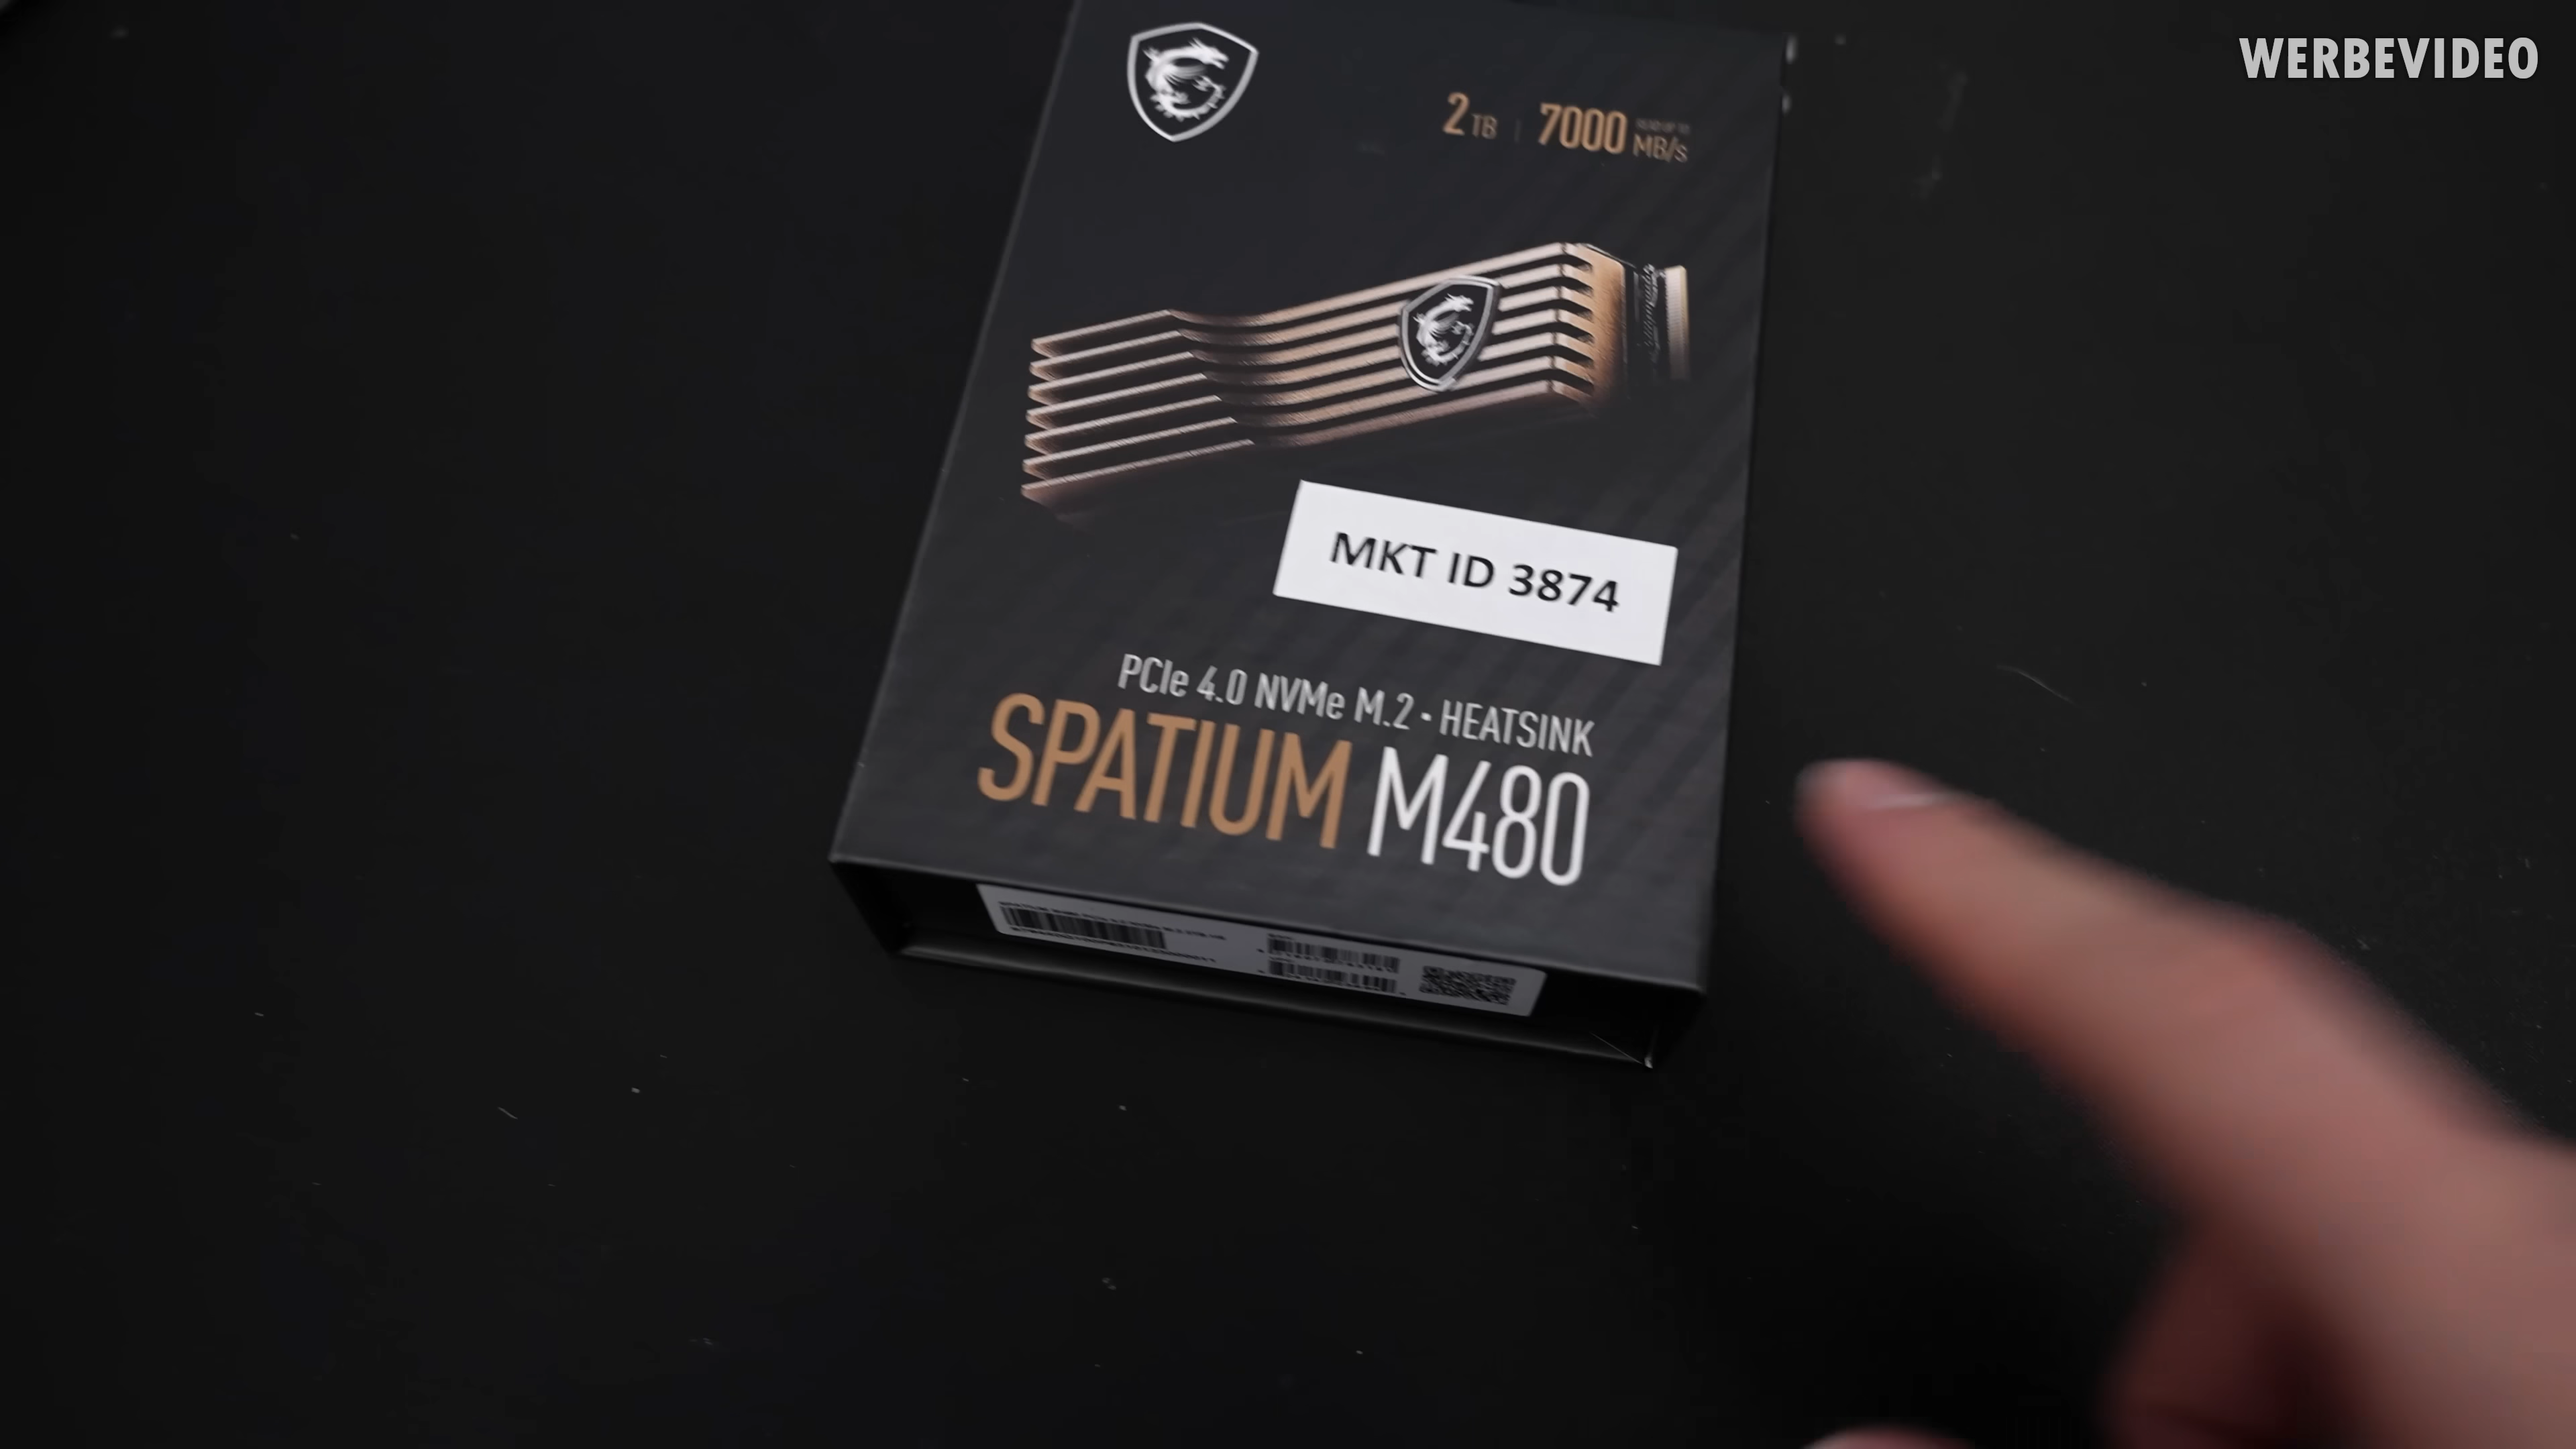 WERBEVIDEO
2 TB | 7000 MB/s
MKT ID 3874
PCIe 4.0 NVMe M.2 • HEATSINK
SPATIUM M480